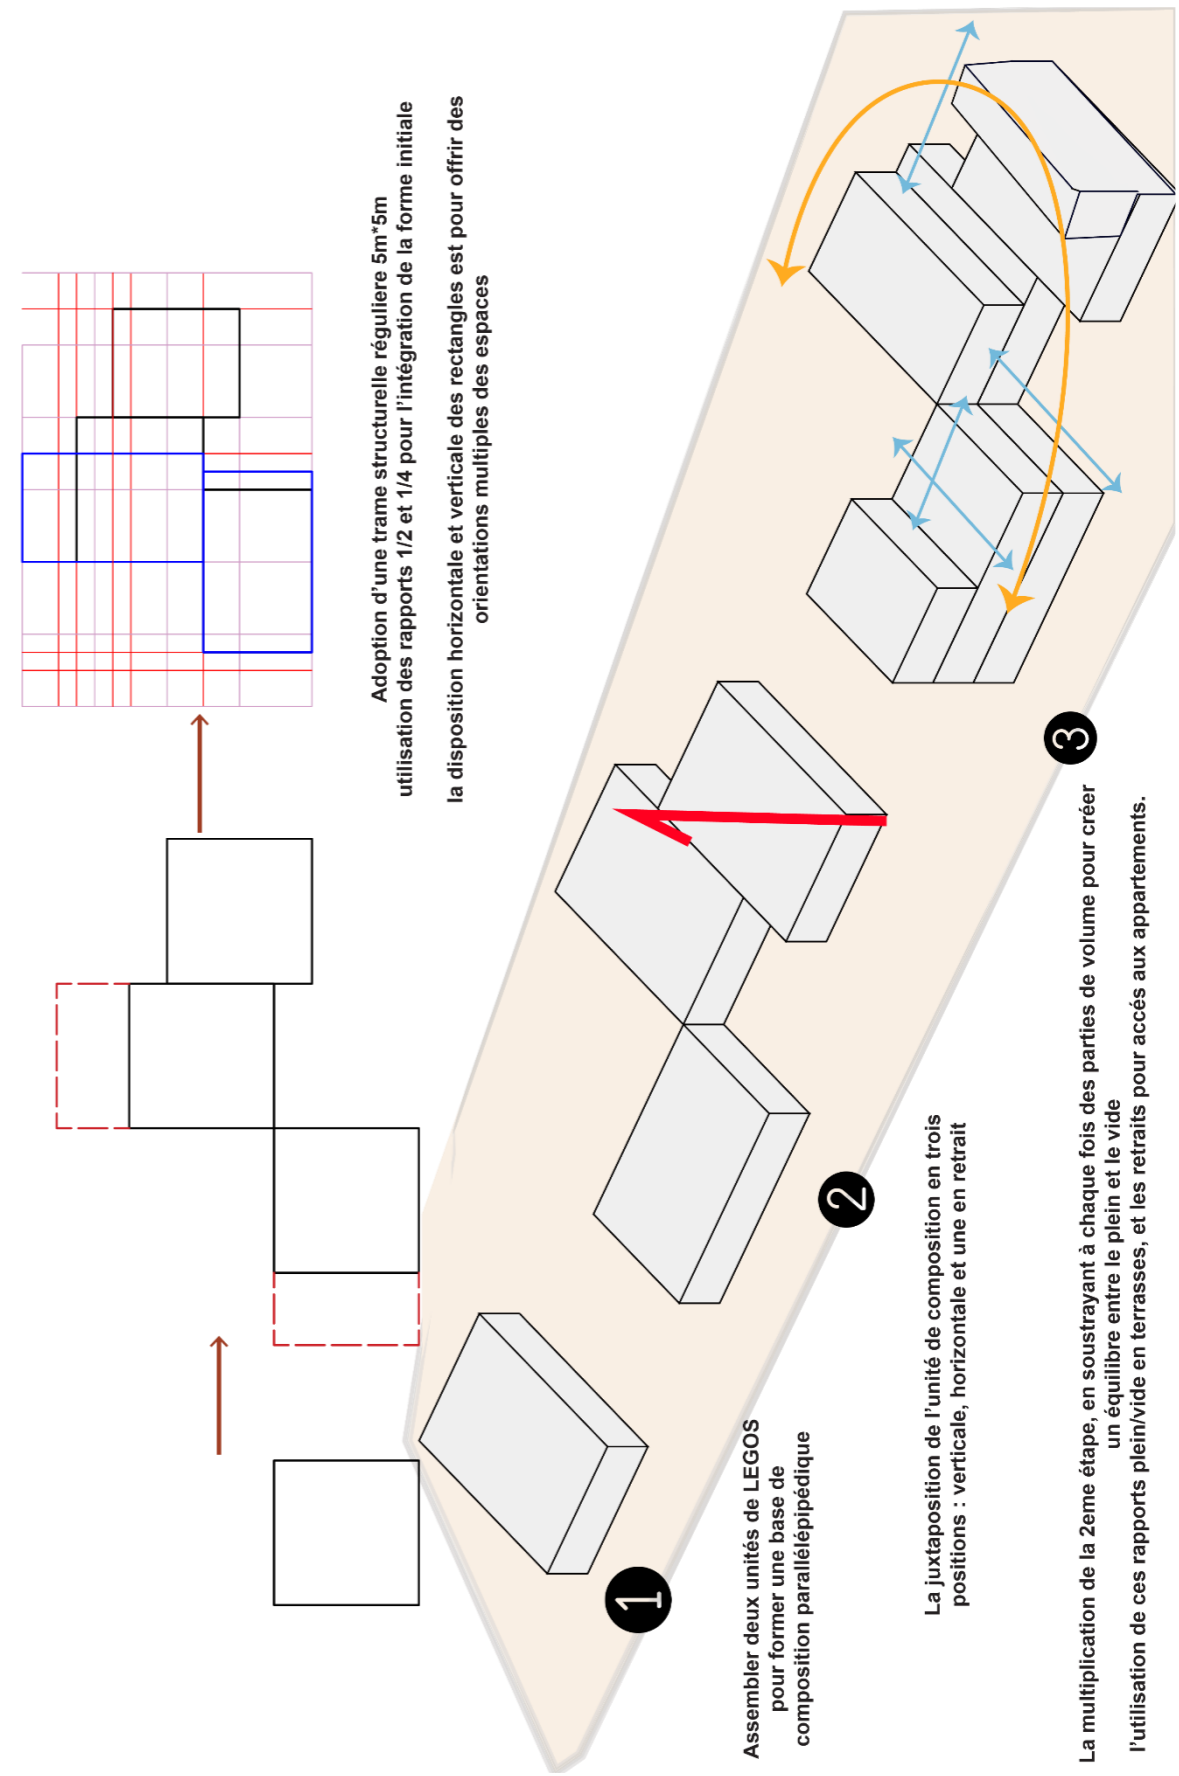 Adoption d'une trame structurelle réguliere 5m*5m
utilisation des rapports 1/2 et 1/4 pour l'intégration de la forme initiale
la disposition horizontale et verticale des rectangles est pour offrir des
orientations multiples des espaces
1
Assembler deux unités de LEGOS
pour former une base de
composition parallélépipédique
2
La juxtaposition de l'unité de composition en trois
positions : verticale, horizontale et une en retrait
3
La multiplication de la 2eme étape, en soustrayant à chaque fois des parties de volume pour créer
un équilibre entre le plein et le vide
l'utilisation de ces rapports plein/vide en terrasses, et les retraits pour accés aux appartements.